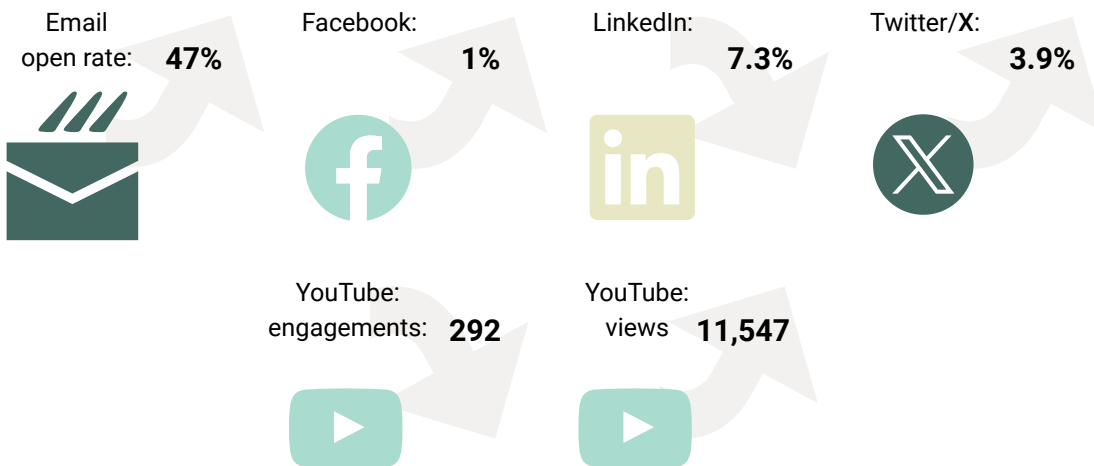 Email
open rate: 47%
Facebook:
1%
LinkedIn:
7.3%
Twitter/X:
3.9%
YouTube:
engagements: 292
YouTube:
views 11,547